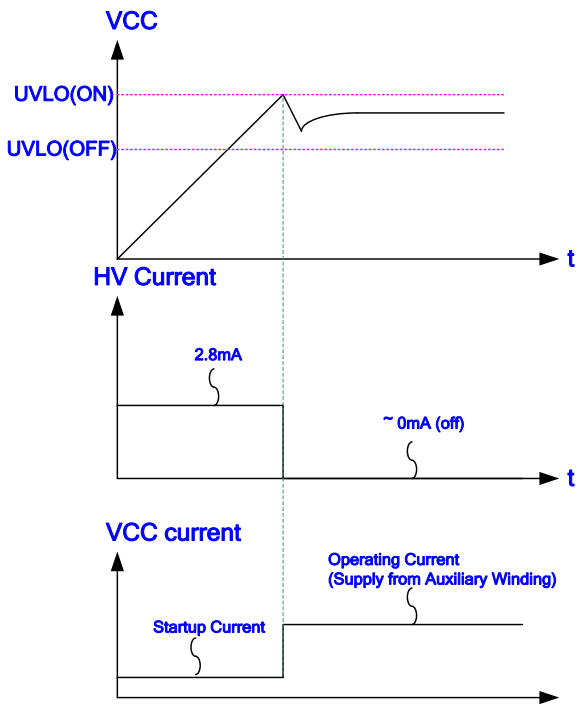 VCC
UVLO(ON)
UVLO(OFF)
t
HV Current
2.8mA
~ 0mA (off)
t
VCC current
Operating Current
(Supply from Auxiliary Winding)
Startup Current